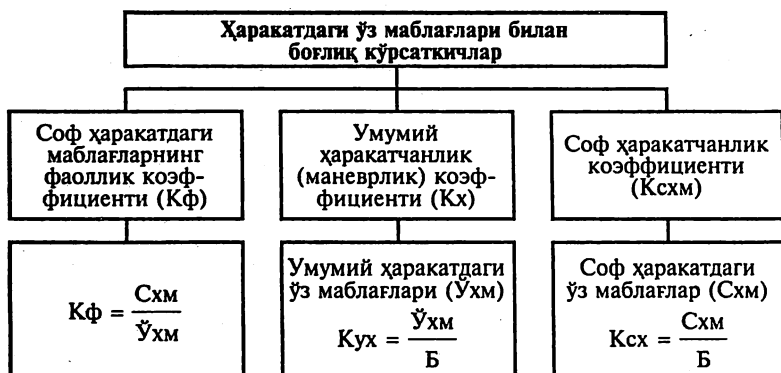 Ҳаракатдаги ўз маблағлари билан
боғлиқ кўрсаткичлар
Соф ҳаракатдаги
маблағларнинг
фаоллик коэф-
фициенти (Кф)
Умумий
ҳаракатчанлик
(маневрлик) коэф-
фициенти (Кх)
Соф ҳаракатчанлик
коэффициенти
(Ксхм)
Кф = Схм / Ўхм
Умумий ҳаракатдаги
ўз маблағлари (Ўхм)
Кух = Ўхм / Б
Соф ҳаракатдаги
ўз маблағлар (Схм)
Ксх = Схм / Б